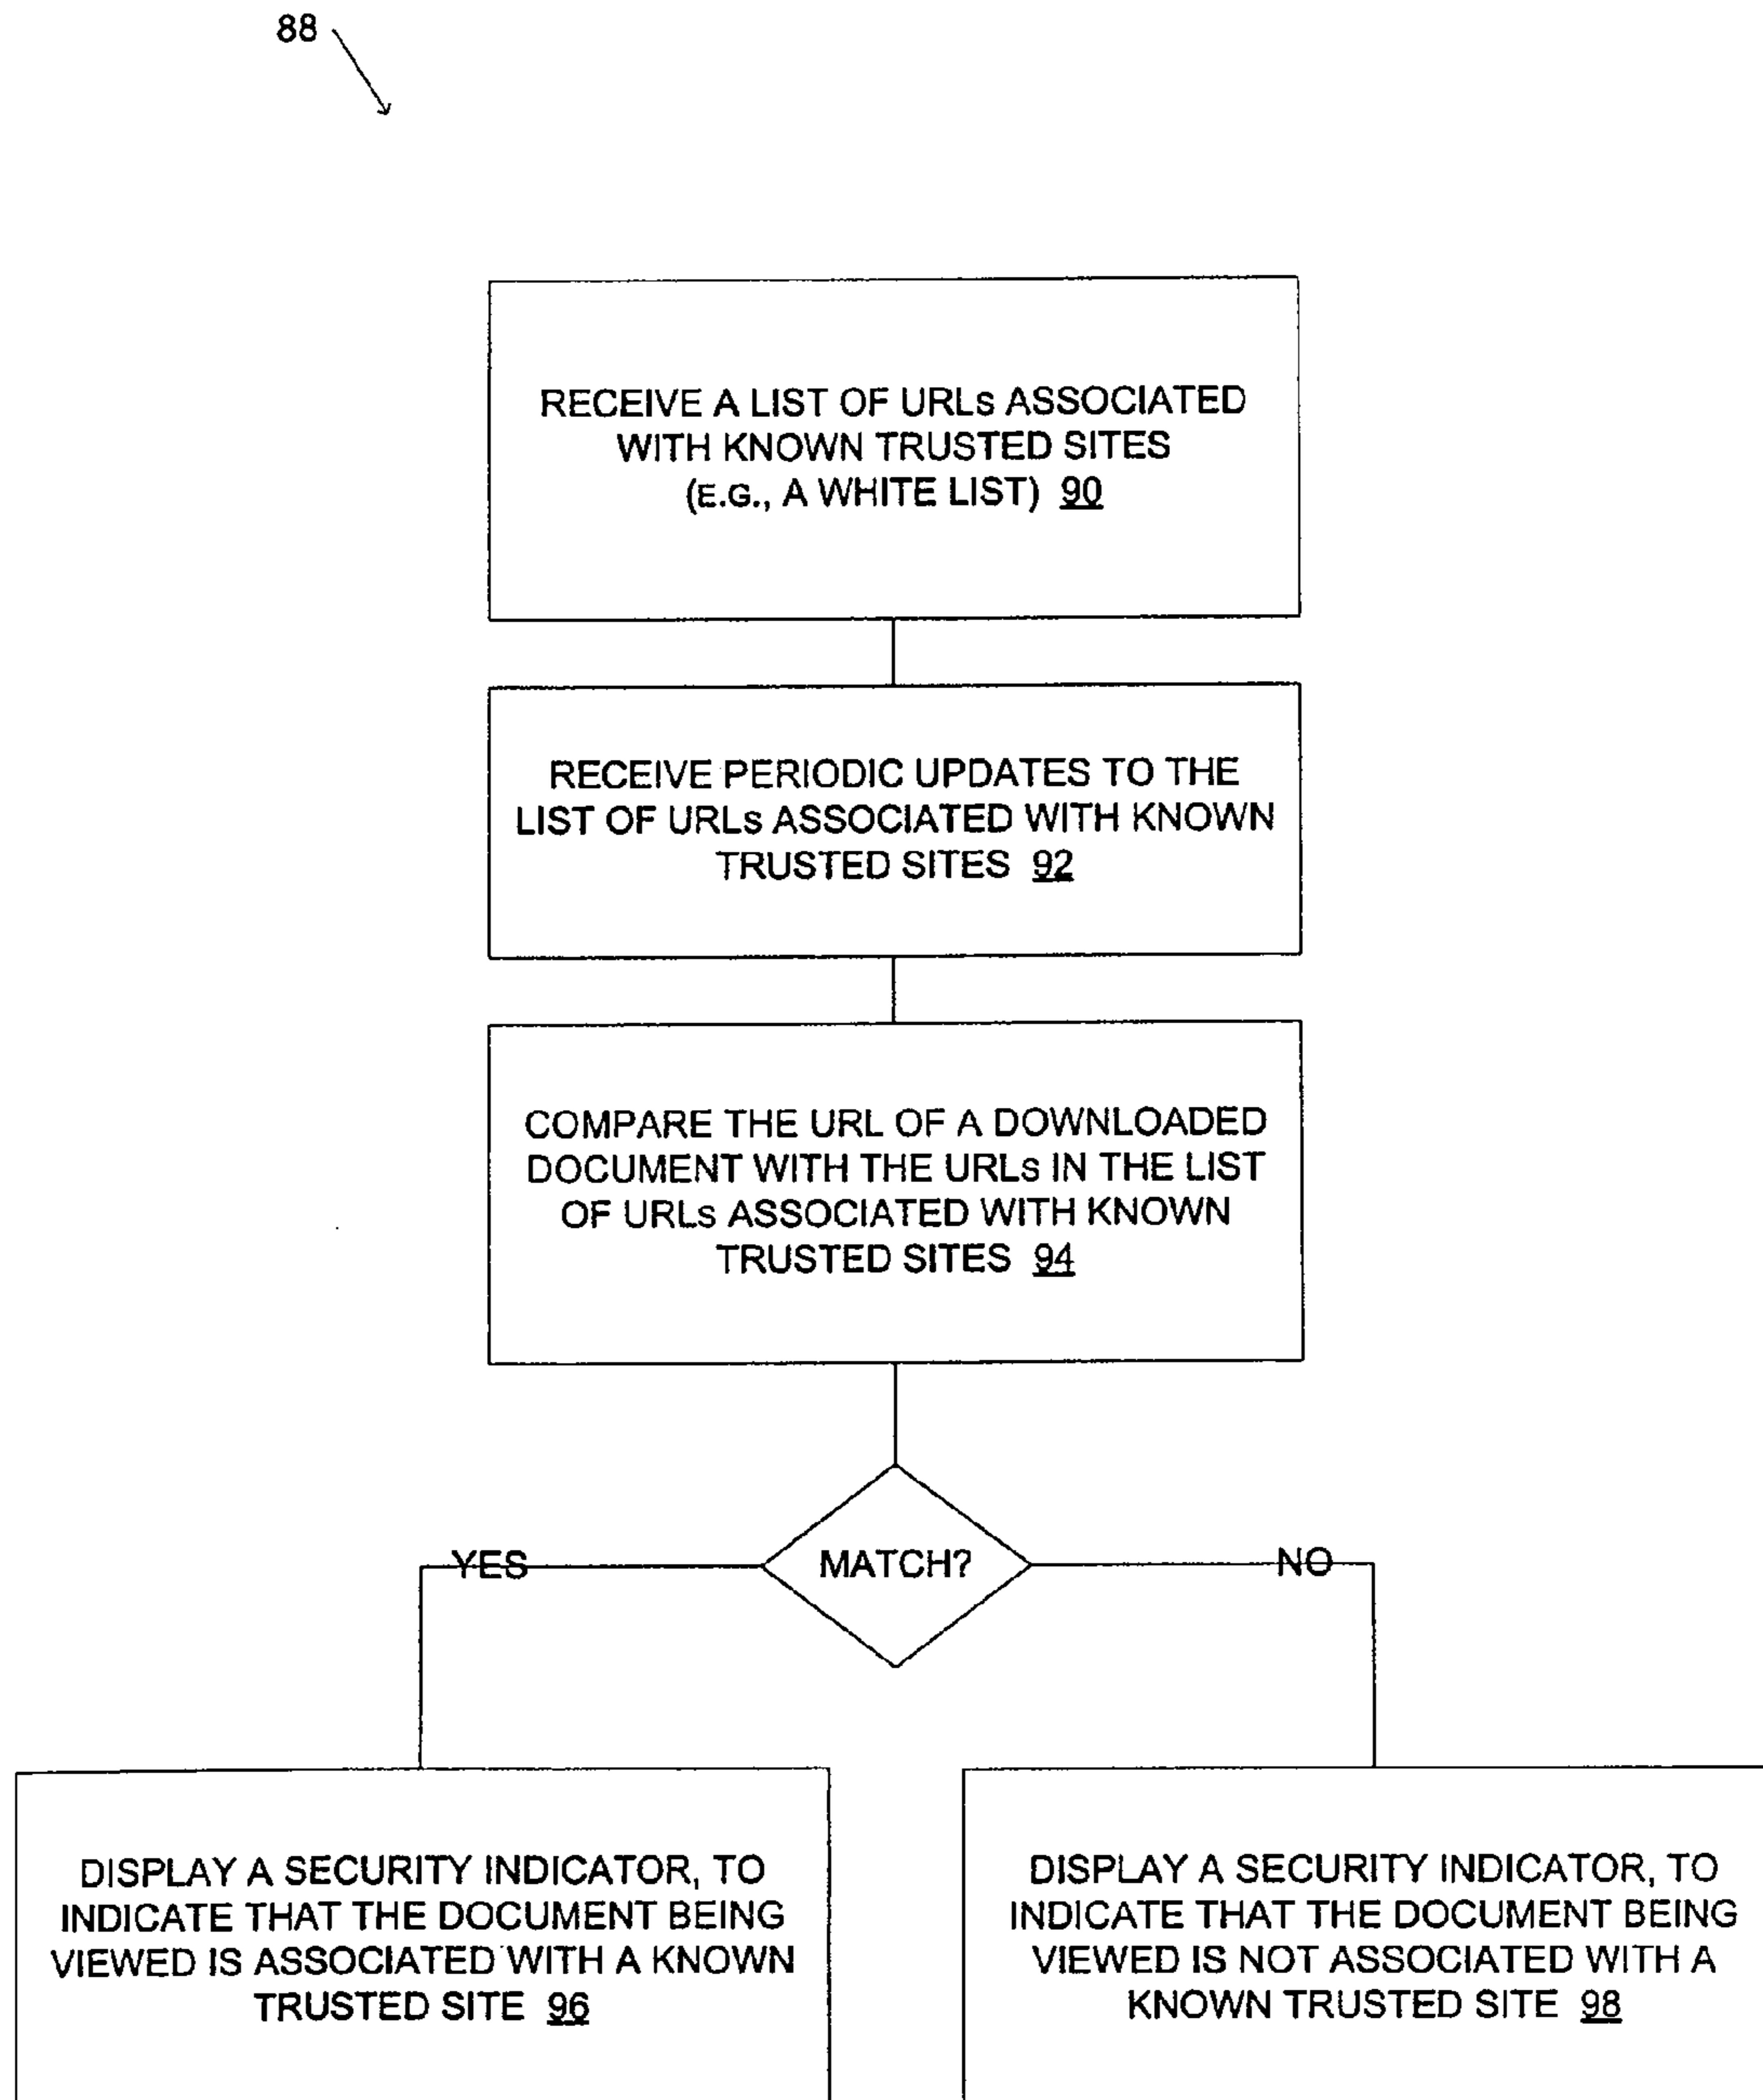 88
RECEIVE A LIST OF URLs ASSOCIATED
WITH KNOWN TRUSTED SITES
(E.G., A WHITE LIST) 90
RECEIVE PERIODIC UPDATES TO THE
LIST OF URLs ASSOCIATED WITH KNOWN
TRUSTED SITES 92
COMPARE THE URL OF A DOWNLOADED
DOCUMENT WITH THE URLs IN THE LIST
OF URLs ASSOCIATED WITH KNOWN
TRUSTED SITES 94
YES
MATCH?
NO
DISPLAY A SECURITY INDICATOR, TO
INDICATE THAT THE DOCUMENT BEING
VIEWED IS ASSOCIATED WITH A KNOWN
TRUSTED SITE 96
DISPLAY A SECURITY INDICATOR, TO
INDICATE THAT THE DOCUMENT BEING
VIEWED IS NOT ASSOCIATED WITH A
KNOWN TRUSTED SITE 98